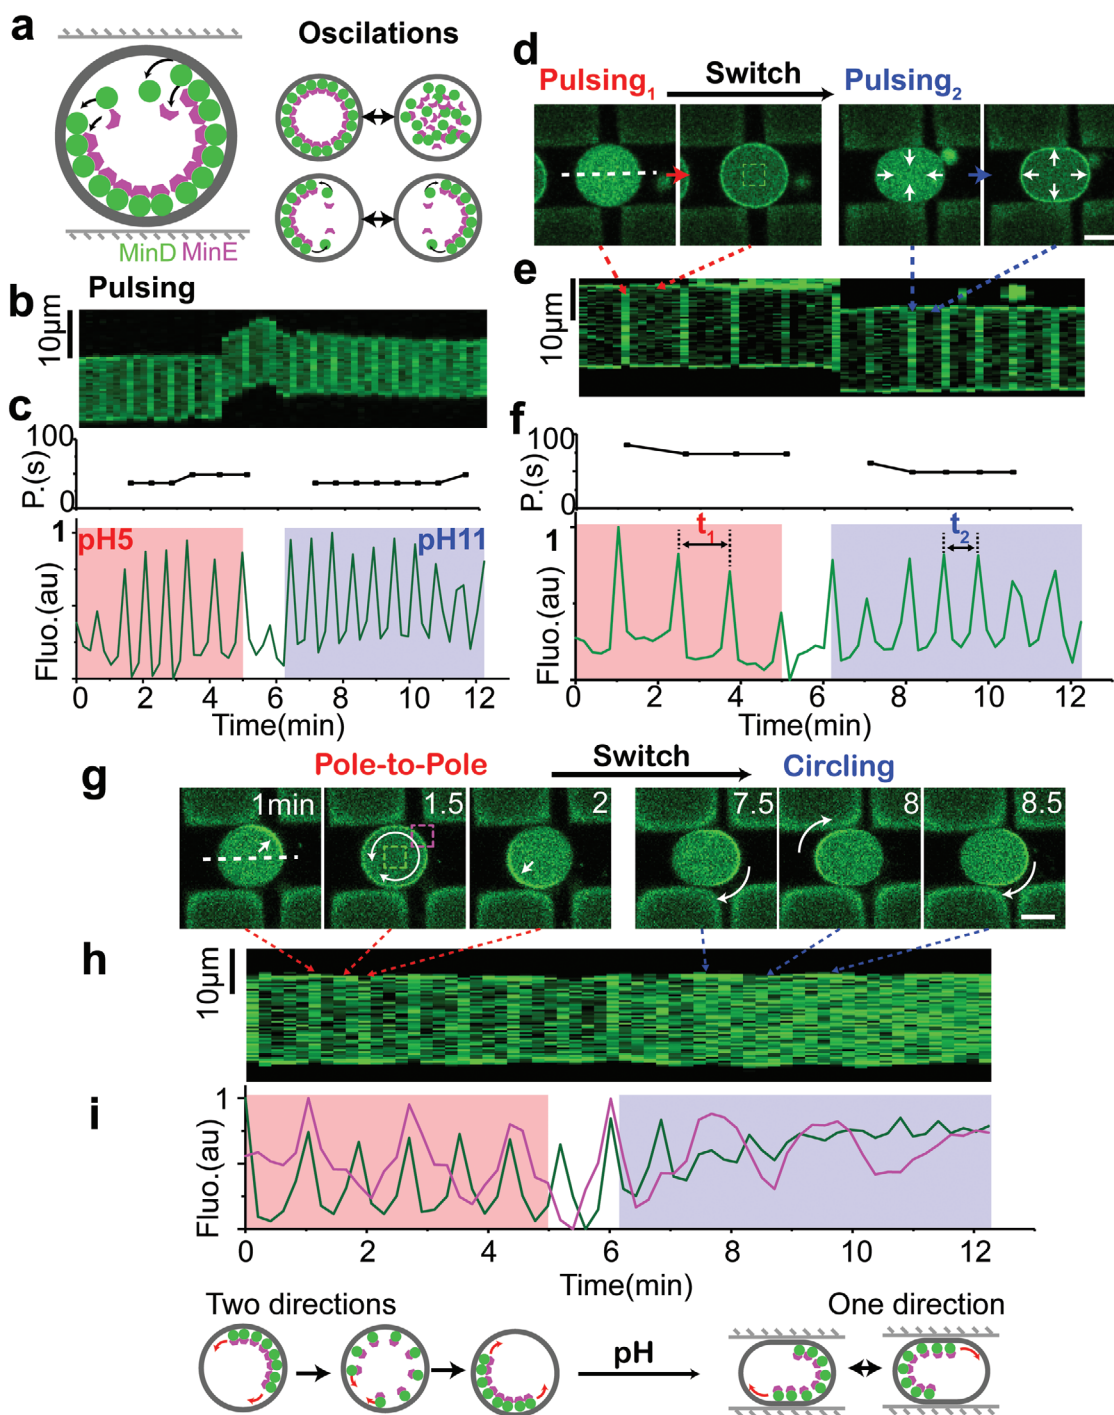 a
Oscilations
MinD MinE
b
Pulsing
10μm
c
100
0
P.(s)
pH5
pH11
1
Fluo.(au)
0 2 4 6 8 10 12
Time(min)
d
Pulsing1 Switch Pulsing2
e
10μm
f
100
0
P.(s)
t1
t2
1
Fluo.(au)
0 2 4 6 8 10 12
Time(min)
g
Pole-to-Pole Switch Circling
1min 1.5 2 7.5 8 8.5
h
10μm
i
1
Fluo.(au)
0 2 4 6 8 10 12
Time(min)
Two directions
One direction
pH